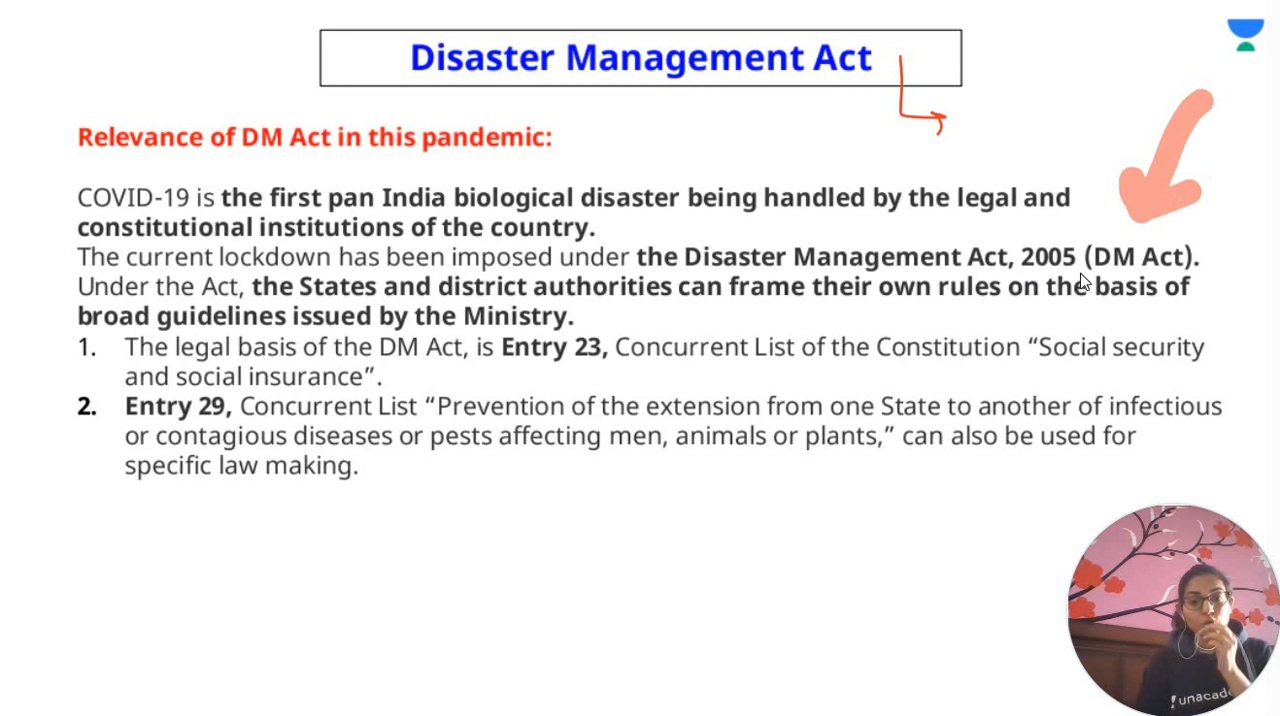 Disaster Management Act
Relevance of DM Act in this pandemic:
COVID-19 is the first pan India biological disaster being handled by the legal and
constitutional institutions of the country.
The current lockdown has been imposed under the Disaster Management Act, 2005 (DM Act).
Under the Act, the States and district authorities can frame their own rules on the basis of
broad guidelines issued by the Ministry.
1. The legal basis of the DM Act, is Entry 23, Concurrent List of the Constitution “Social security
and social insurance”.
2. Entry 29, Concurrent List “Prevention of the extension from one State to another of infectious
or contagious diseases or pests affecting men, animals or plants,” can also be used for
specific law making.
unacade